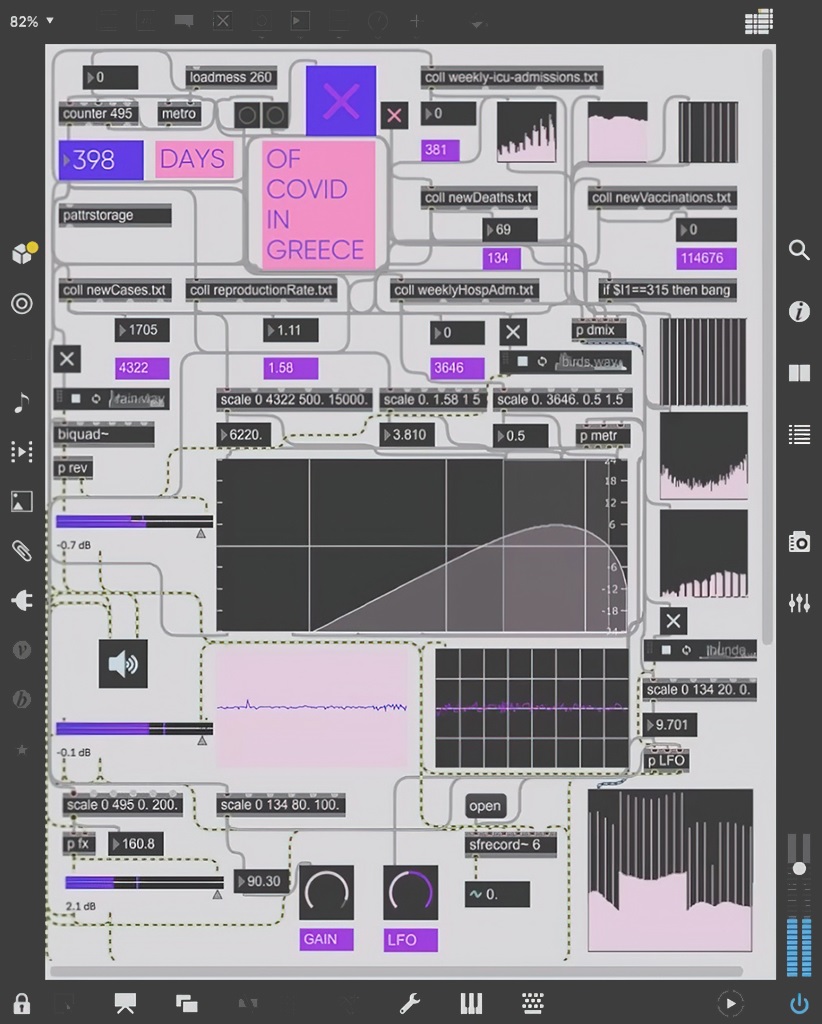 82%
0
loadmess 260
coll weekly-icu-admissions.txt
counter 495
metro
0
381
398
DAYS
OF
COVID
IN
GREECE
coll newDeaths.txt
coll newVaccinations.txt
pattrstorage
69
0
134
114676
coll newCases.txt
coll reproductionRate.txt
coll weeklyHospAdm.txt
if $I1==315 then bang
1705
1.11
0
p dmix
4322
1.58
3646
birds.wav
scale 0 4322 500. 15000.
scale 0. 1.58 1 5
scale 0. 3646. 0.5 1.5
biquad~
6220.
3.810
0.5
p metr
p rev
24
18
12
6
-6
-12
-18
-24
-0.7 dB
scale 0 134 20. 0.
9.701
-0.1 dB
p LFO
scale 0 495 0. 200.
scale 0 134 80. 100.
open
p fx
160.8
sfrecord~ 6
90.30
0.
2.1 dB
GAIN
LFO